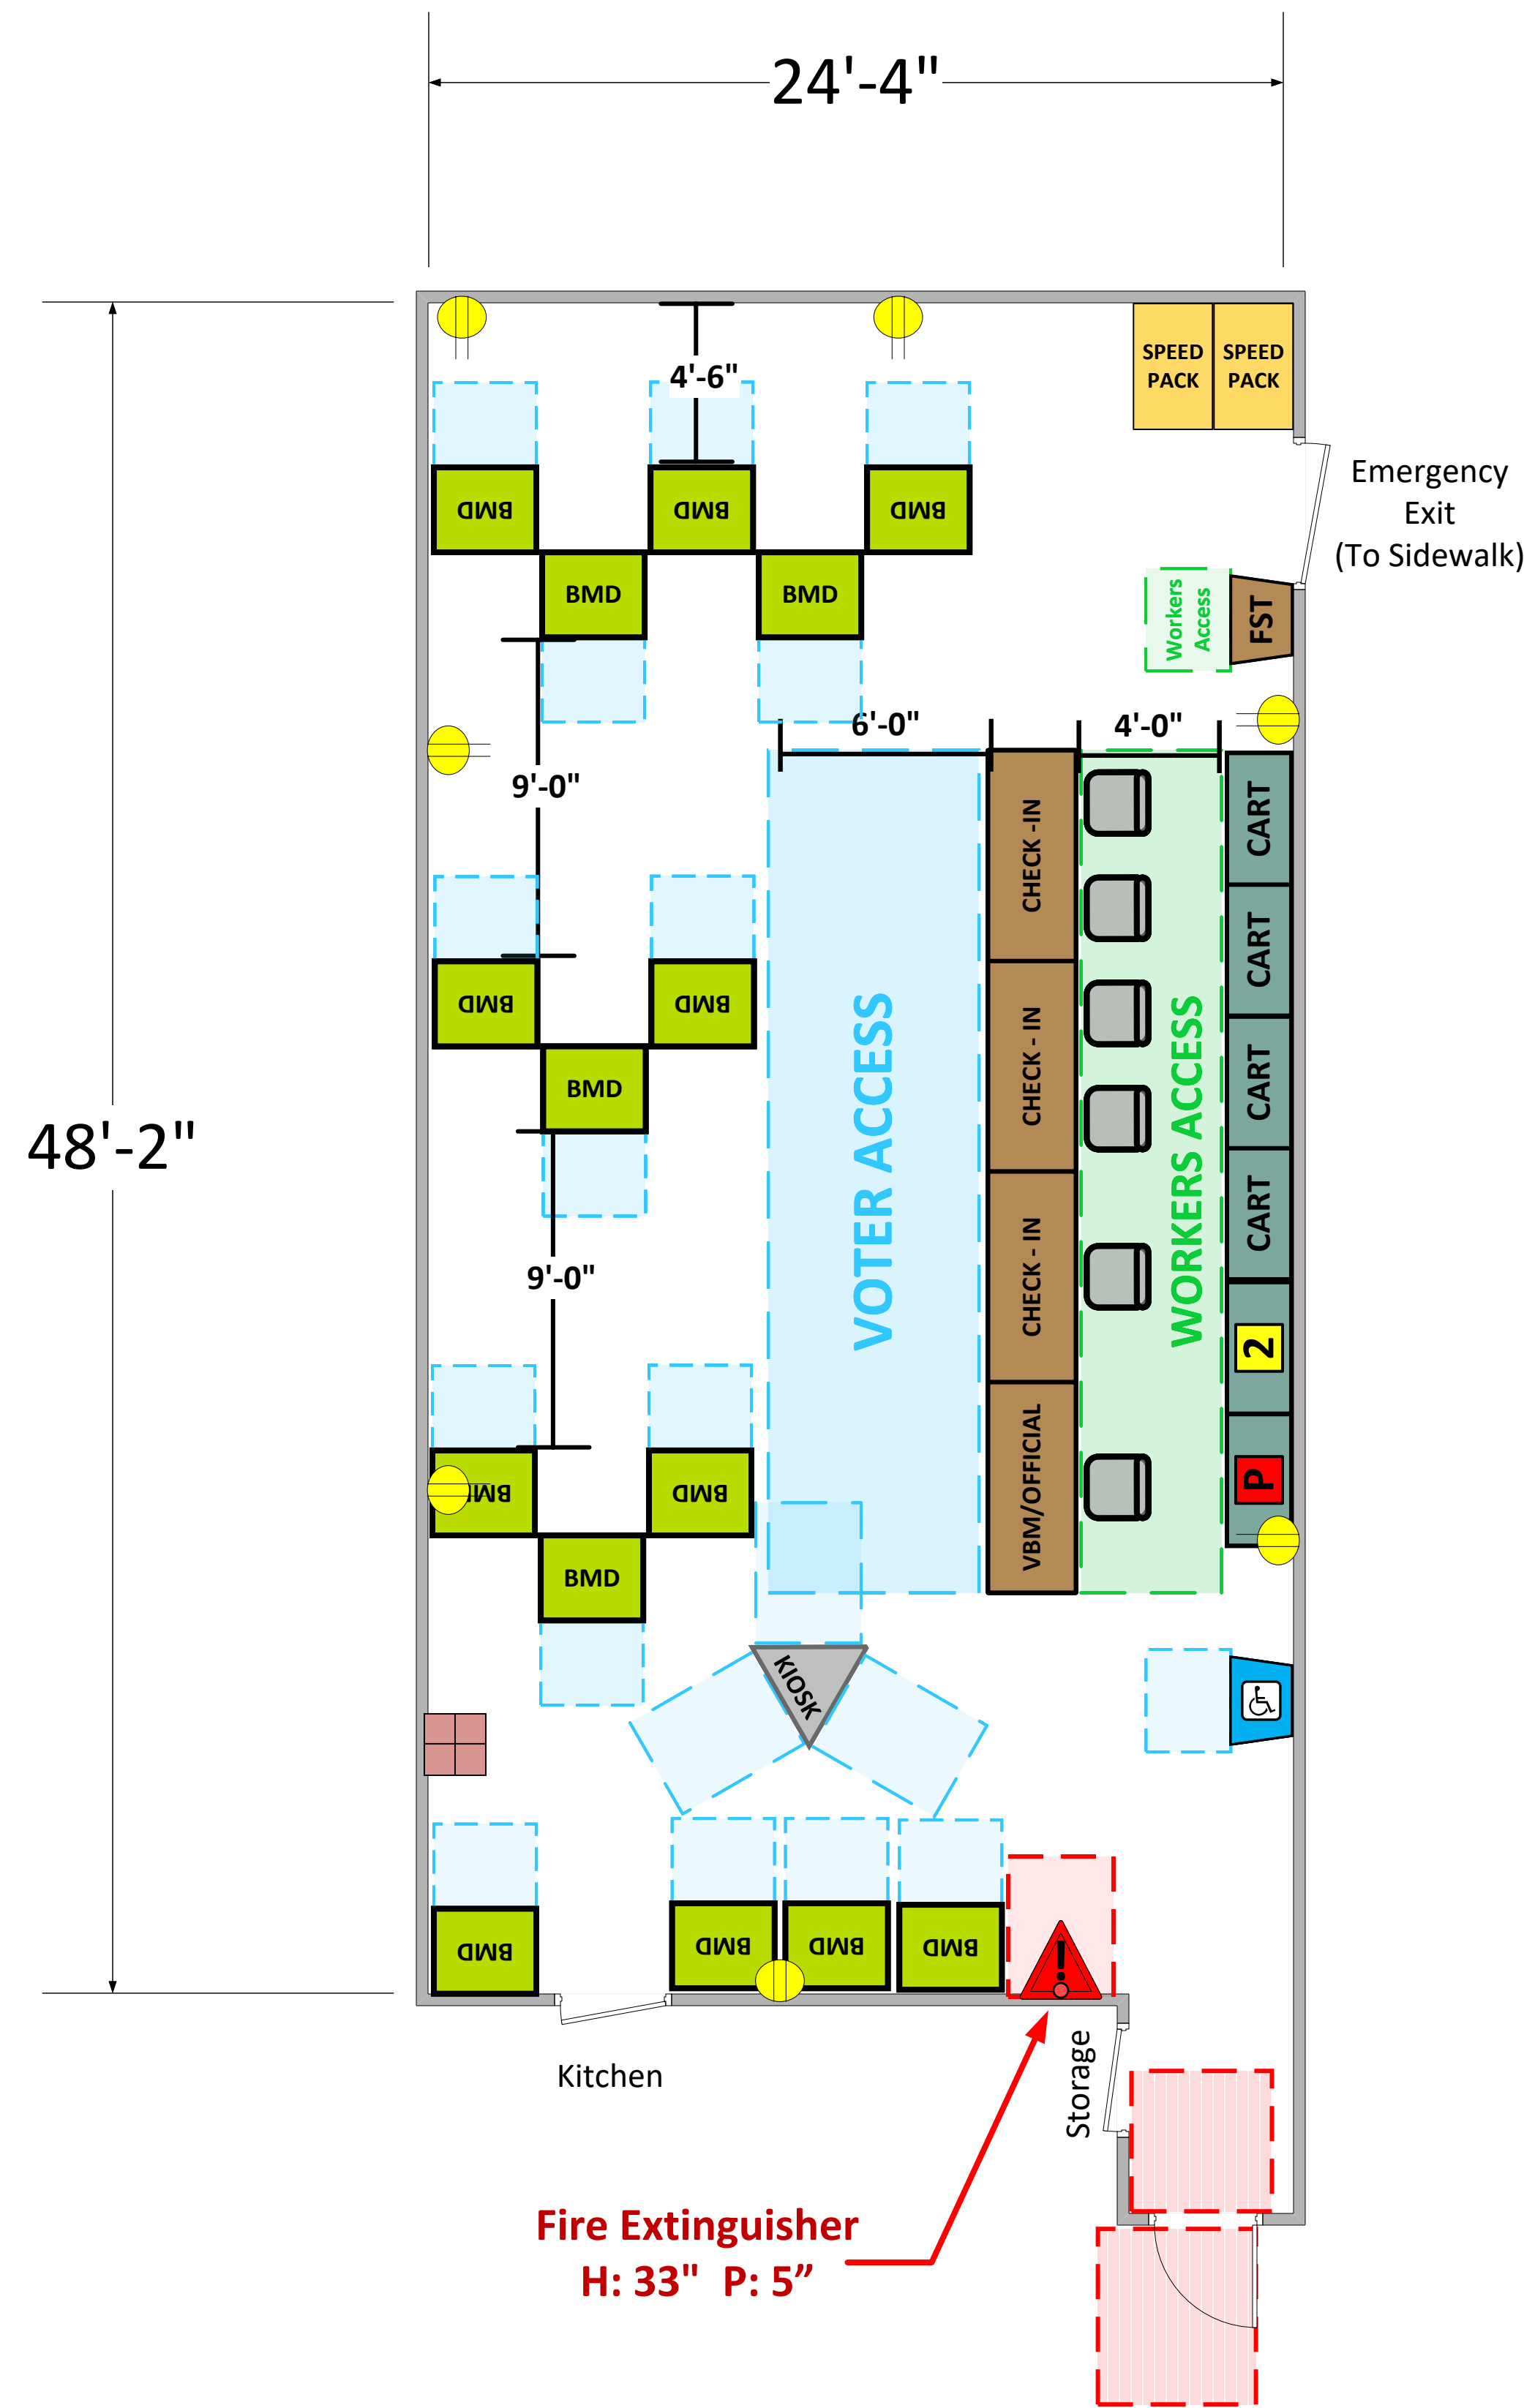 24'-4"
SPEED
PACK
SPEED
PACK
4'-6"
Emergency
Exit
(To Sidewalk)
BMD
BMD
BMD
BMD
BMD
Workers
Access
FST
6'-0"
4'-0"
9'-0"
CHECK -IN
CART
CART
BMD
BMD
BMD
VOTER ACCESS
CHECK - IN
WORKERS ACCESS
CART
48'-2"
CART
9'-0"
CHECK - IN
2
BMD
BMD
VBM/OFFICIAL
P
BMD
KIOSK
BMD
BMD
BMD
BMD
!
Kitchen
Storage
Fire Extinguisher
H: 33" P: 5”